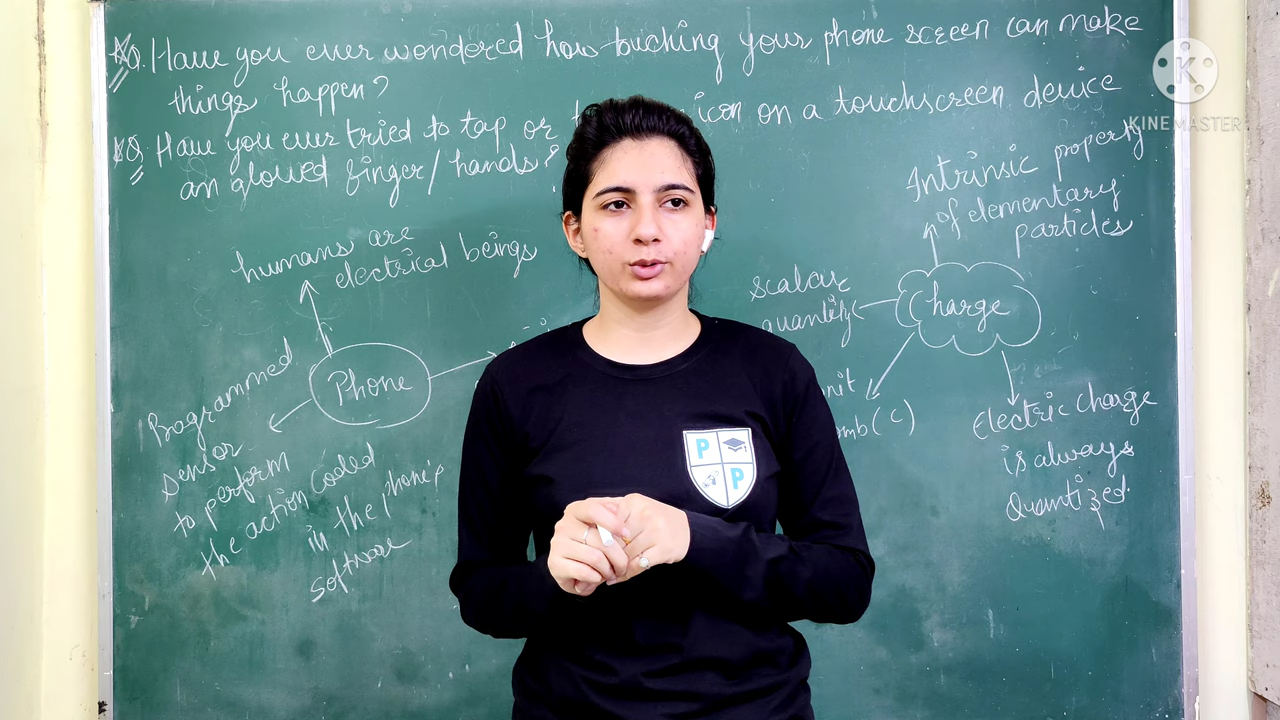 Q. Have you ever wondered how touching your phone screen can make
things happen?
Q. Have you ever tried to tap or icon on a touchscreen device
an gloved finger/hands?
humans are
electrical beings
Phone
Programmed
sensor
to perform
the action coded
in the phone's
software
Intrinsic property
of elementary
particles
Charge
scalar
quantity
Electric charge
is always
Quantized.
(C)
P
P
K
KINEMASTER